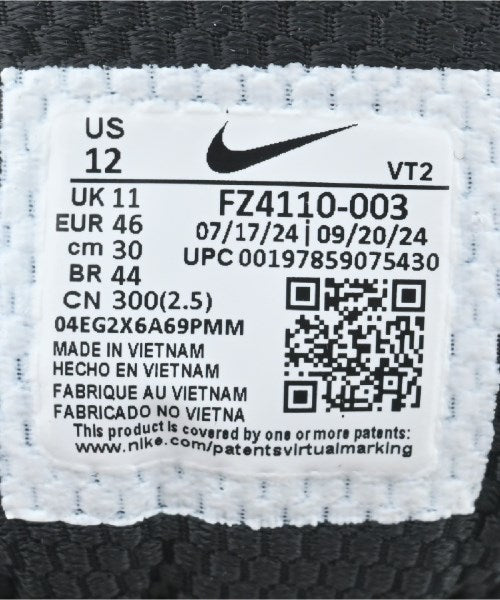 US
12
VT2
UK 11
EUR 46
cm 30
BR 44
CN 300(2.5)
FZ4110-003
07/17/24 | 09/20/24
UPC 00197859075430
04EG2X6A69PMM
MADE IN VIETNAM
HECHO EN VIETNAM
FABRIQUE AU VIETNAM
FABRICADO NO VIETNA
This product is covered by one or more patents:
www.nike.com/patentsvirtualmarking